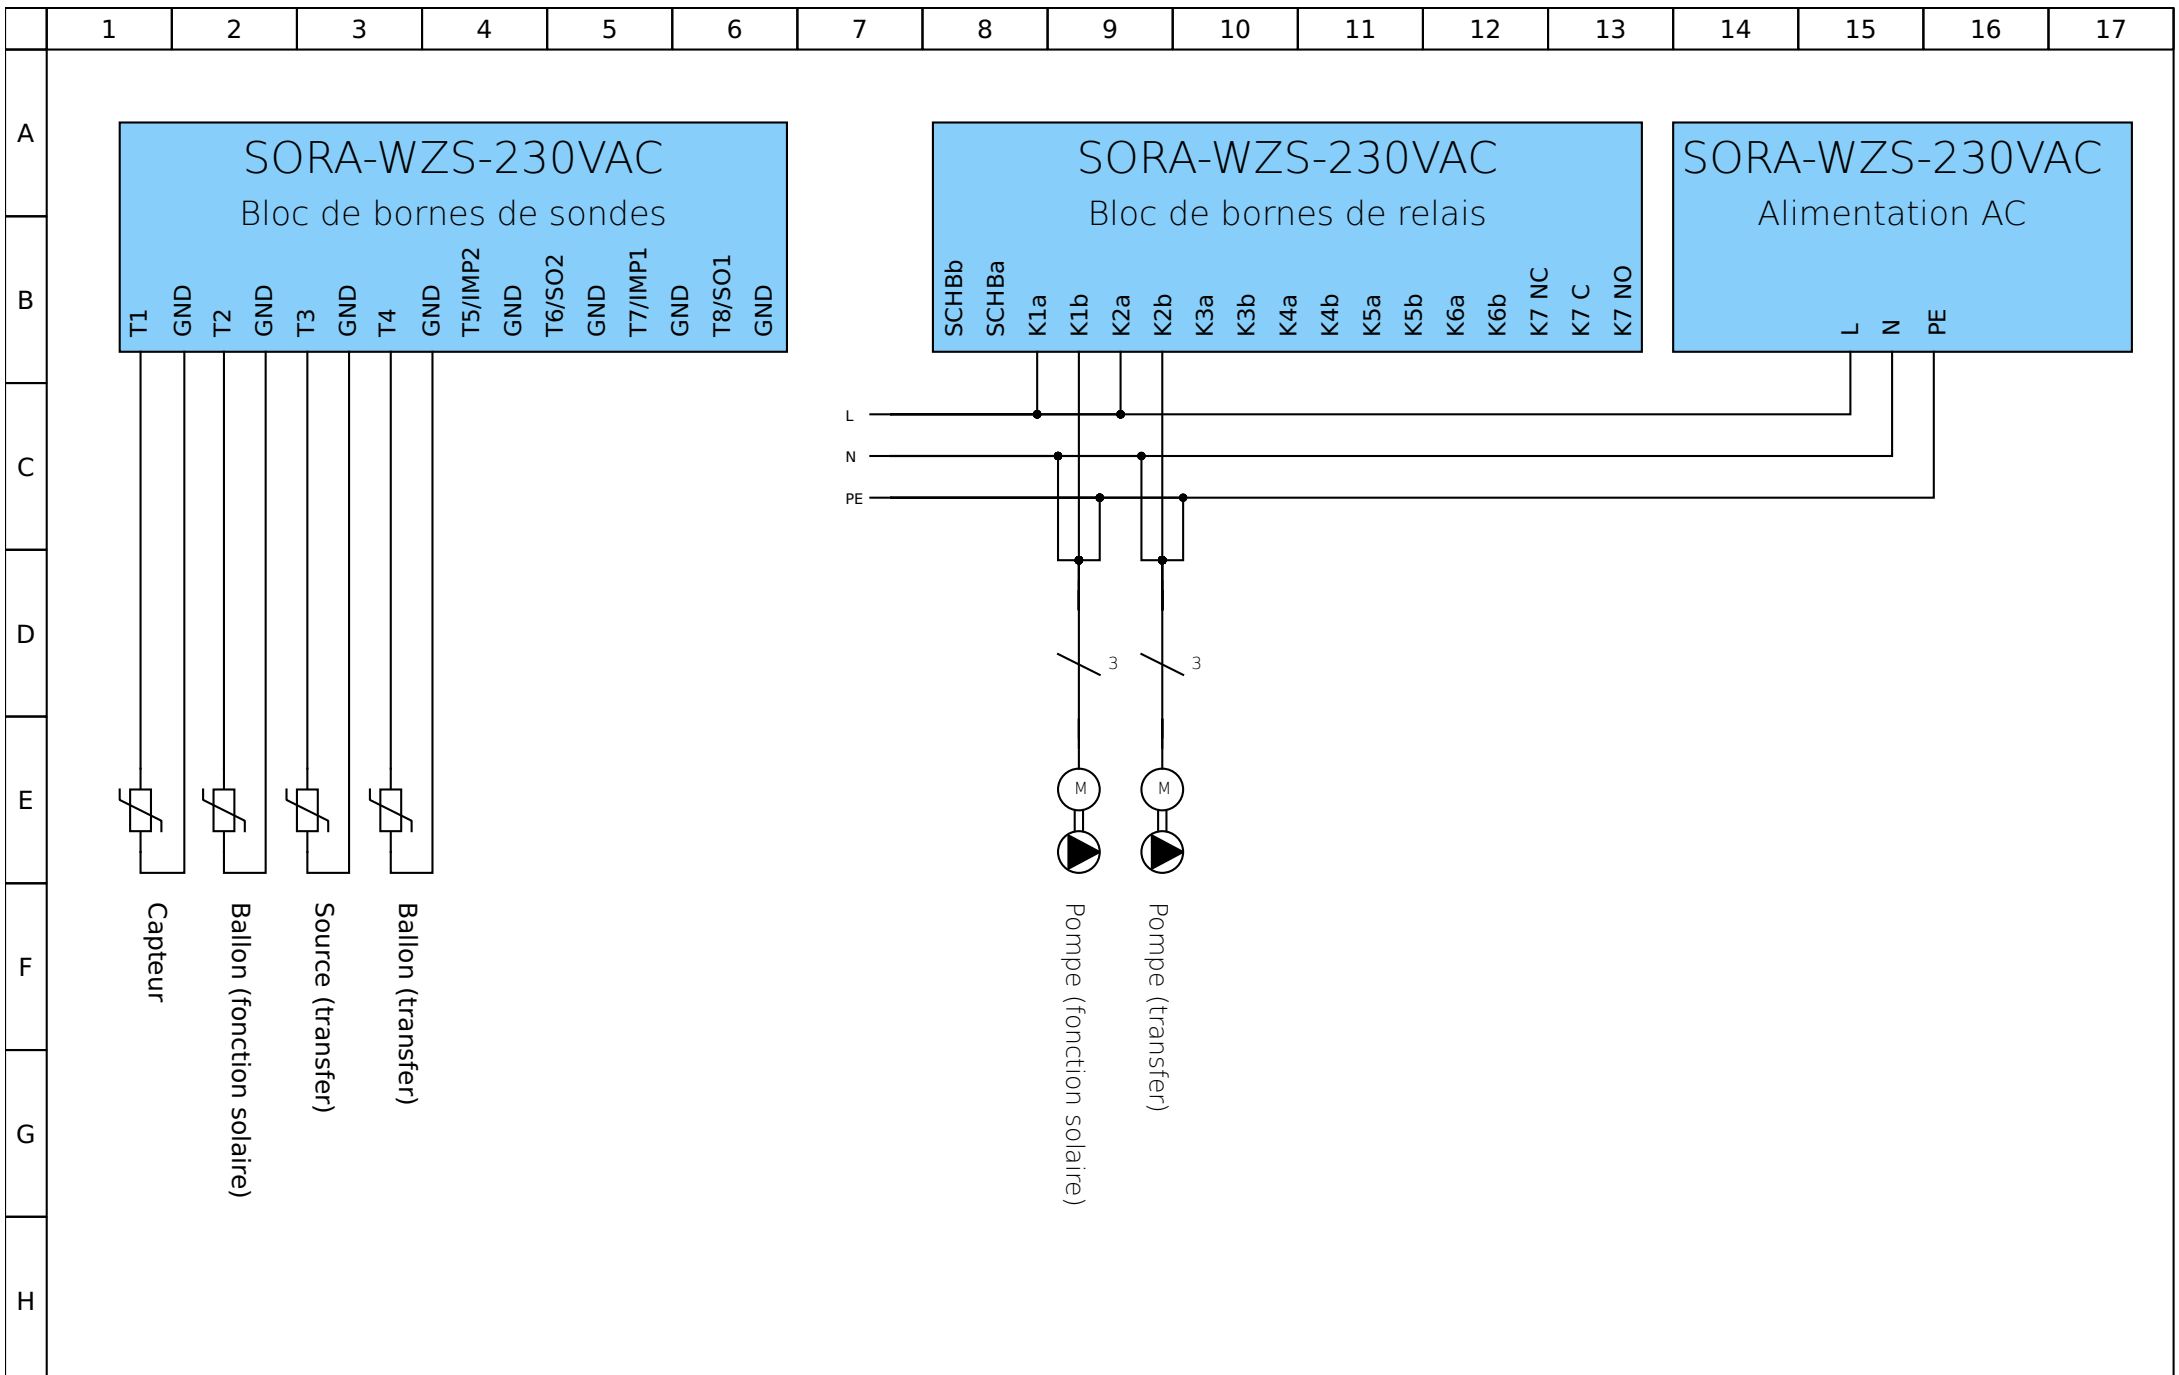 1 2 3 4 5 6 7 8 9 10 11 12 13 14 15 16 17
A
B
C
D
E
F
G
H
SORA-WZS-230VAC
Bloc de bornes de sondes
T1
GND
T2
GND
T3
GND
T4
GND
T5/IMP2
GND
T6/SO2
GND
T7/IMP1
GND
T8/SO1
GND
SORA-WZS-230VAC
Bloc de bornes de relais
SCHBb
SCHBa
K1a
K1b
K2a
K2b
K3a
K3b
K4a
K4b
K5a
K5b
K6a
K6b
K7 NC
K7 C
K7 NO
SORA-WZS-230VAC
Alimentation AC
L
N
PE
L
N
PE
3
3
M
M
Capteur
Ballon (fonction solaire)
Source (transfer)
Ballon (transfer)
Pompe (fonction solaire)
Pompe (transfer)